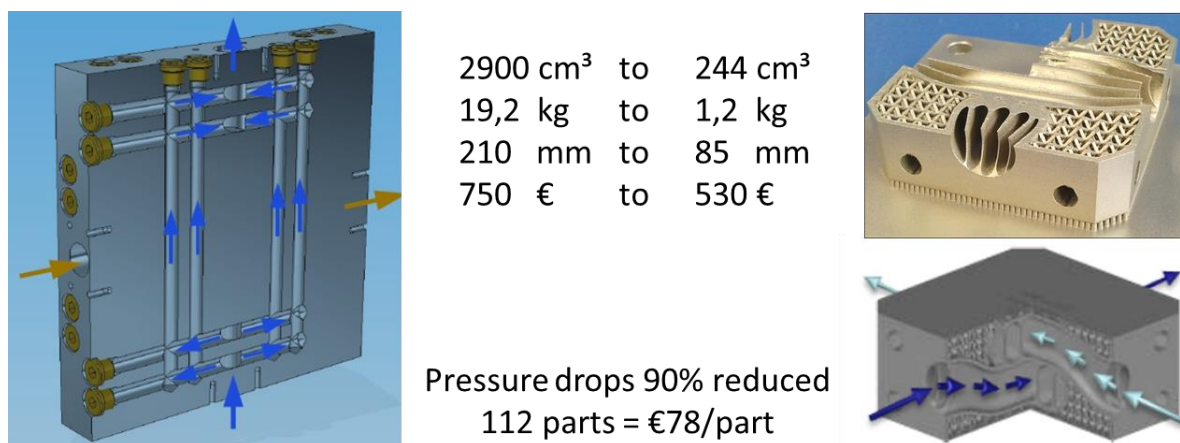 2900 cm³ to 244 cm³
19,2 kg to 1,2 kg
210 mm to 85 mm
750 € to 530 €
Pressure drops 90% reduced
112 parts = €78/part